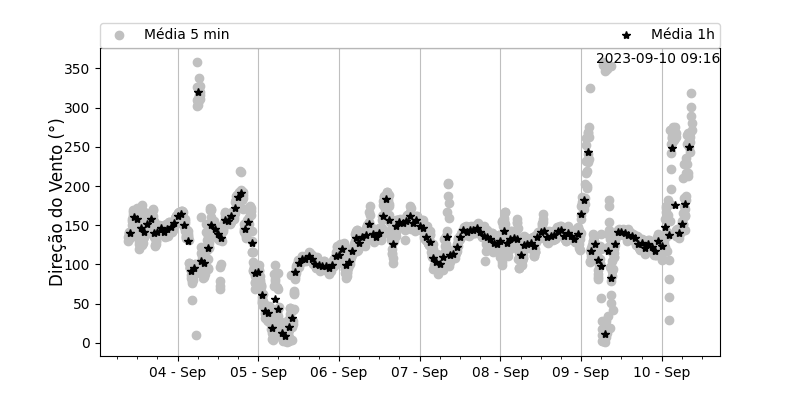 Média 5 min
Média 1h
2023-09-10 09:16
Direção do Vento (°)
350
300
250
200
150
100
50
0
04 - Sep
05 - Sep
06 - Sep
07 - Sep
08 - Sep
09 - Sep
10 - Sep